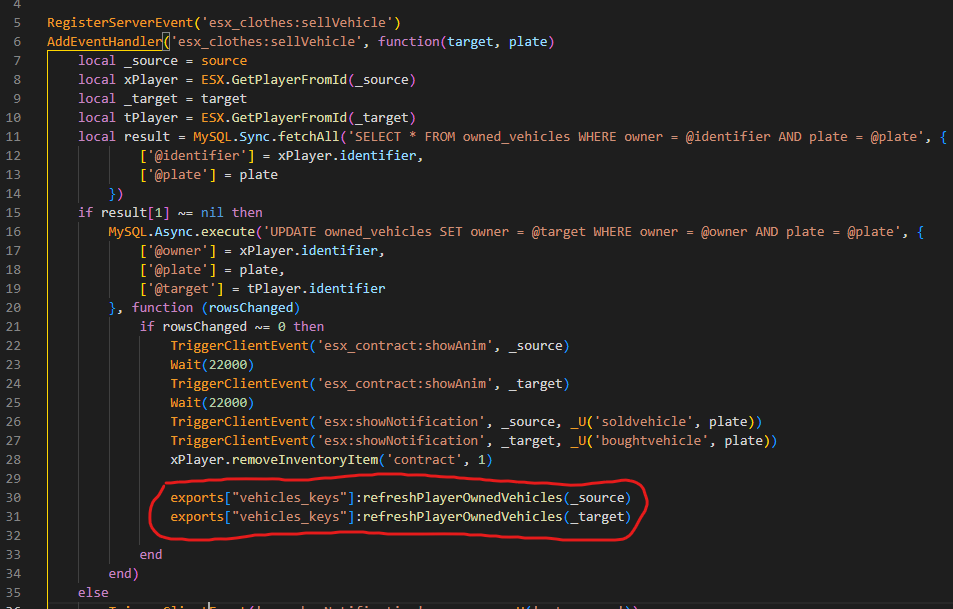 4
5 RegisterServerEvent('esx_clothes:sellVehicle')
6 AddEventHandler('esx_clothes:sellVehicle', function(target, plate)
7 local _source = source
8 local xPlayer = ESX.GetPlayerFromId(_source)
9 local _target = target
10 local tPlayer = ESX.GetPlayerFromId(_target)
11 local result = MySQL.Sync.fetchAll('SELECT * FROM owned_vehicles WHERE owner = @identifier AND plate = @plate', {
12 ['@identifier'] = xPlayer.identifier,
13 ['@plate'] = plate
14 })
15 if result[1] ~= nil then
16 MySQL.Async.execute('UPDATE owned_vehicles SET owner = @target WHERE owner = @owner AND plate = @plate', {
17 ['@owner'] = xPlayer.identifier,
18 ['@plate'] = plate,
19 ['@target'] = tPlayer.identifier
20 }, function (rowsChanged)
21 if rowsChanged ~= 0 then
22 TriggerClientEvent('esx_contract:showAnim', _source)
23 Wait(22000)
24 TriggerClientEvent('esx_contract:showAnim', _target)
25 Wait(22000)
26 TriggerClientEvent('esx:showNotification', _source, _U('soldvehicle', plate))
27 TriggerClientEvent('esx:showNotification', _target, _U('boughtvehicle', plate))
28 xPlayer.removeInventoryItem('contract', 1)
29
30 exports["vehicles_keys"]:refreshPlayerOwnedVehicles(_source)
31 exports["vehicles_keys"]:refreshPlayerOwnedVehicles(_target)
32
33 end
34 end)
35 else